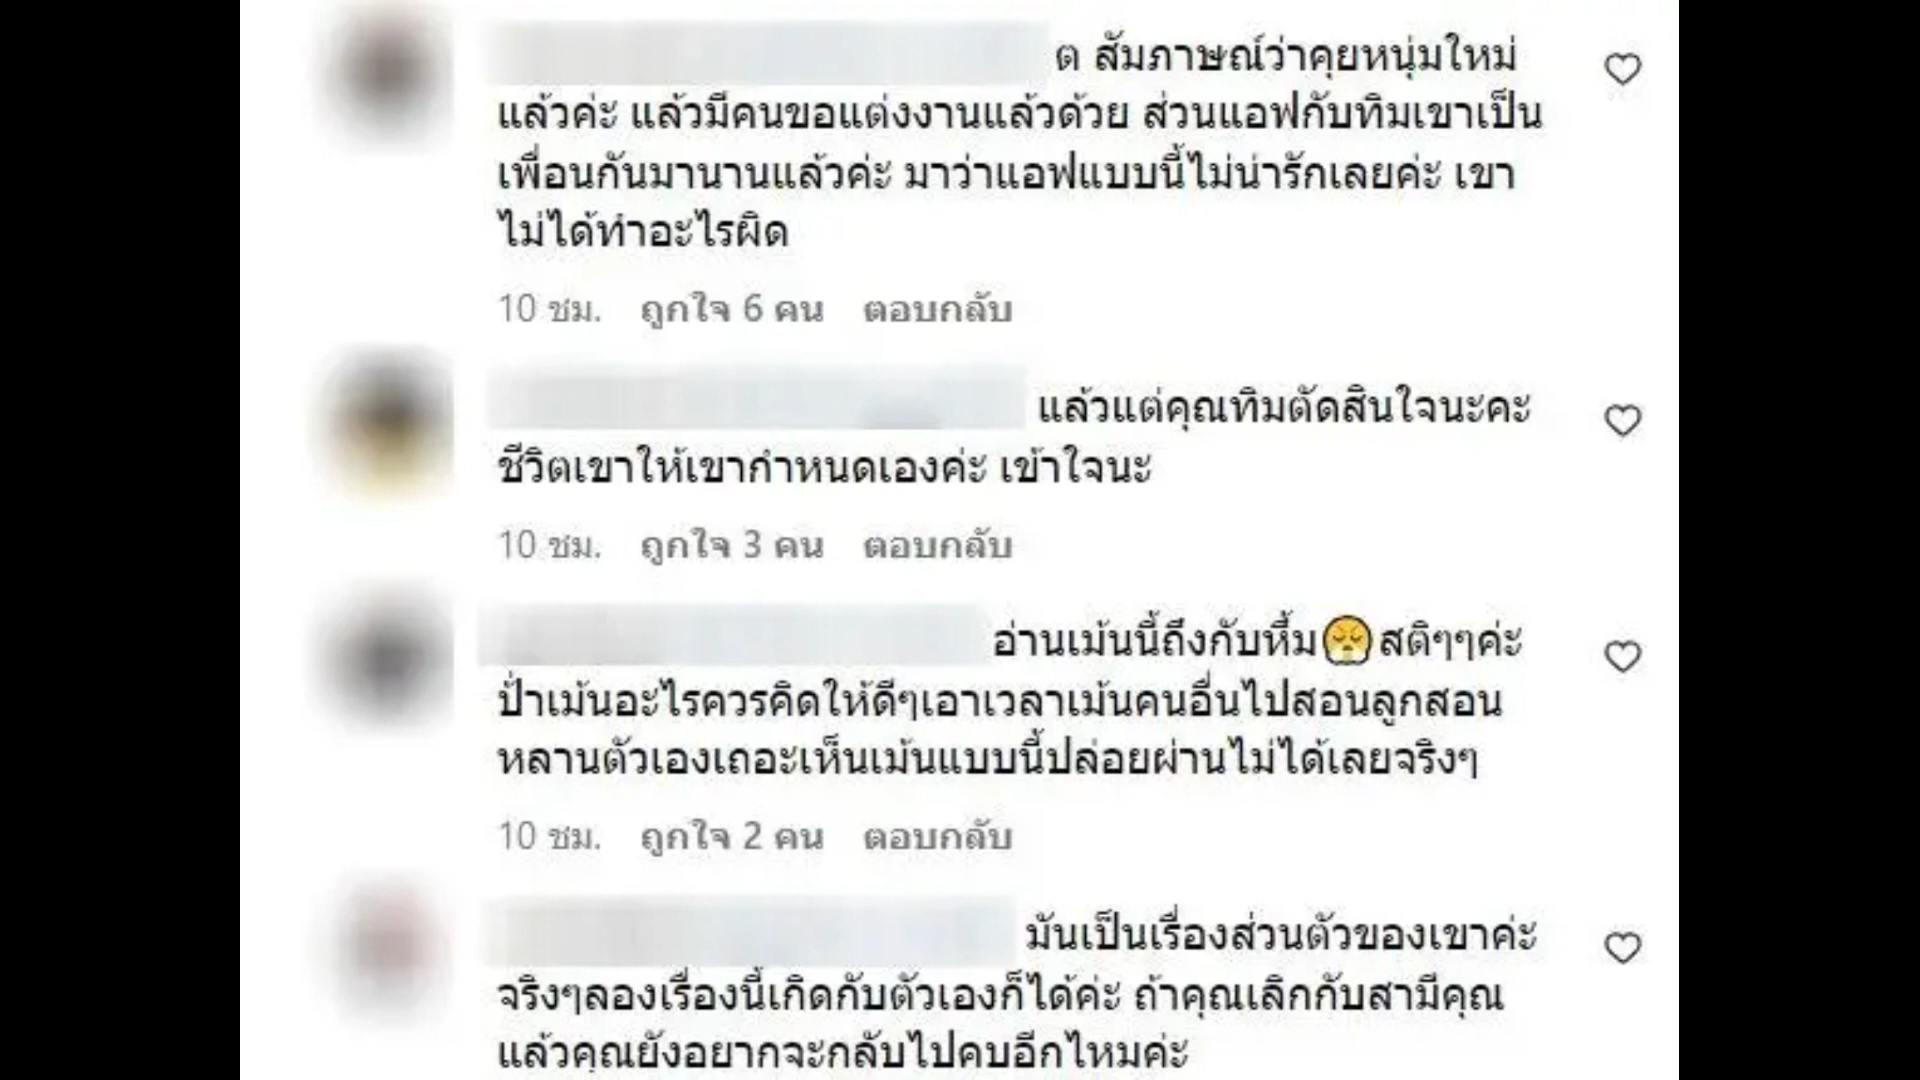 ต สัมภาษณ์ว่าคุยหนุ่มใหม่
แล้วค่ะ แล้วมีคนขอแต่งงานแล้วด้วย ส่วนแอฟกับทิมเขาเป็น
เพื่อนกันมานานแล้วค่ะ มาว่าแอฟแบบนี้ไม่น่ารักเลยค่ะ เขา
ไม่ได้ทำอะไรผิด
10 ชม. ถูกใจ 6 คน ตอบกลับ
แล้วแต่คุณทิมตัดสินใจนะคะ
ชีวิตเขาให้เขากำหนดเองค่ะ เข้าใจนะ
10 ชม. ถูกใจ 3 คน ตอบกลับ
อ่านเม้นนี้ถึงกับหึ้ม😤สติๆๆค่ะ
ป้าเม้นอะไรควรคิดให้ดีๆเอาเวลาเม้นคนอื่นไปสอนลูกสอน
หลานตัวเองเถอะเห็นเม้นแบบนี้ปล่อยผ่านไม่ได้เลยจริงๆ
10 ชม. ถูกใจ 2 คน ตอบกลับ
มันเป็นเรื่องส่วนตัวของเขาค่ะ
จริงๆลองเรื่องนี้เกิดกับตัวเองก็ได้ค่ะ ถ้าคุณเลิกกับสามีคุณ
แล้วคุณยังอยากจะกลับไปคบอีกไหมค่ะ